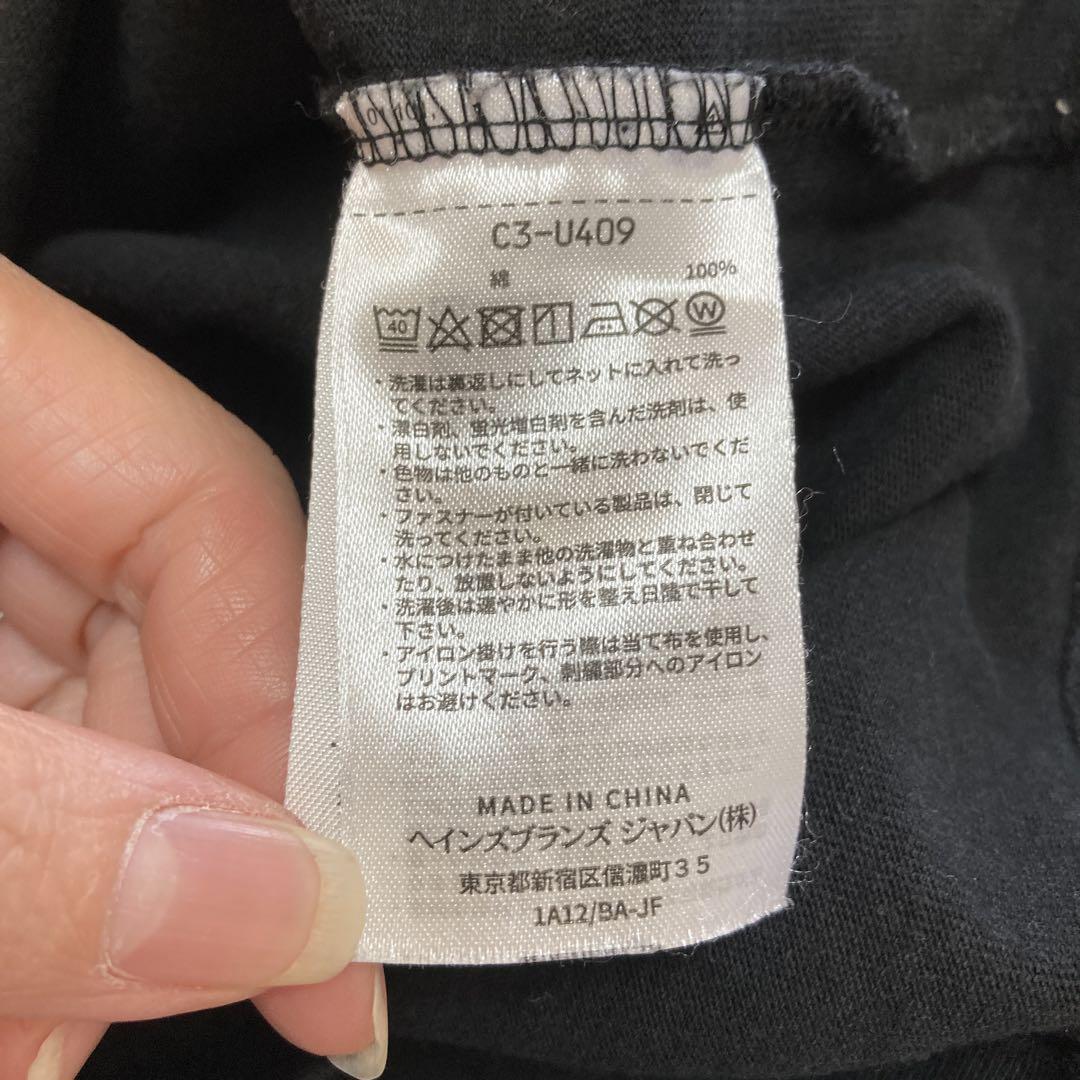 C3-U409
綿 100%
40 W
・洗濯は裏返しにしてネットに入れて洗っ
てください。
・漂白剤、蛍光増白剤を含んだ洗剤は、使
用しないでください。
・色物は他のものと一緒に洗わないでくだ
さい。
・ファスナーが付いている製品は、閉じて
洗ってください。
・水につけたまま他の洗濯物と重ね合わせ
たり、放置しないようにしてください。
・洗濯後は速やかに形を整え日陰で干して
下さい。
・アイロン掛けを行う際は当て布を使用し、
プリントマーク、刺繍部分へのアイロン
はお避けください。
MADE IN CHINA
ヘインズブランズ ジャパン(株)
東京都新宿区信濃町35
1A12/BA-JF